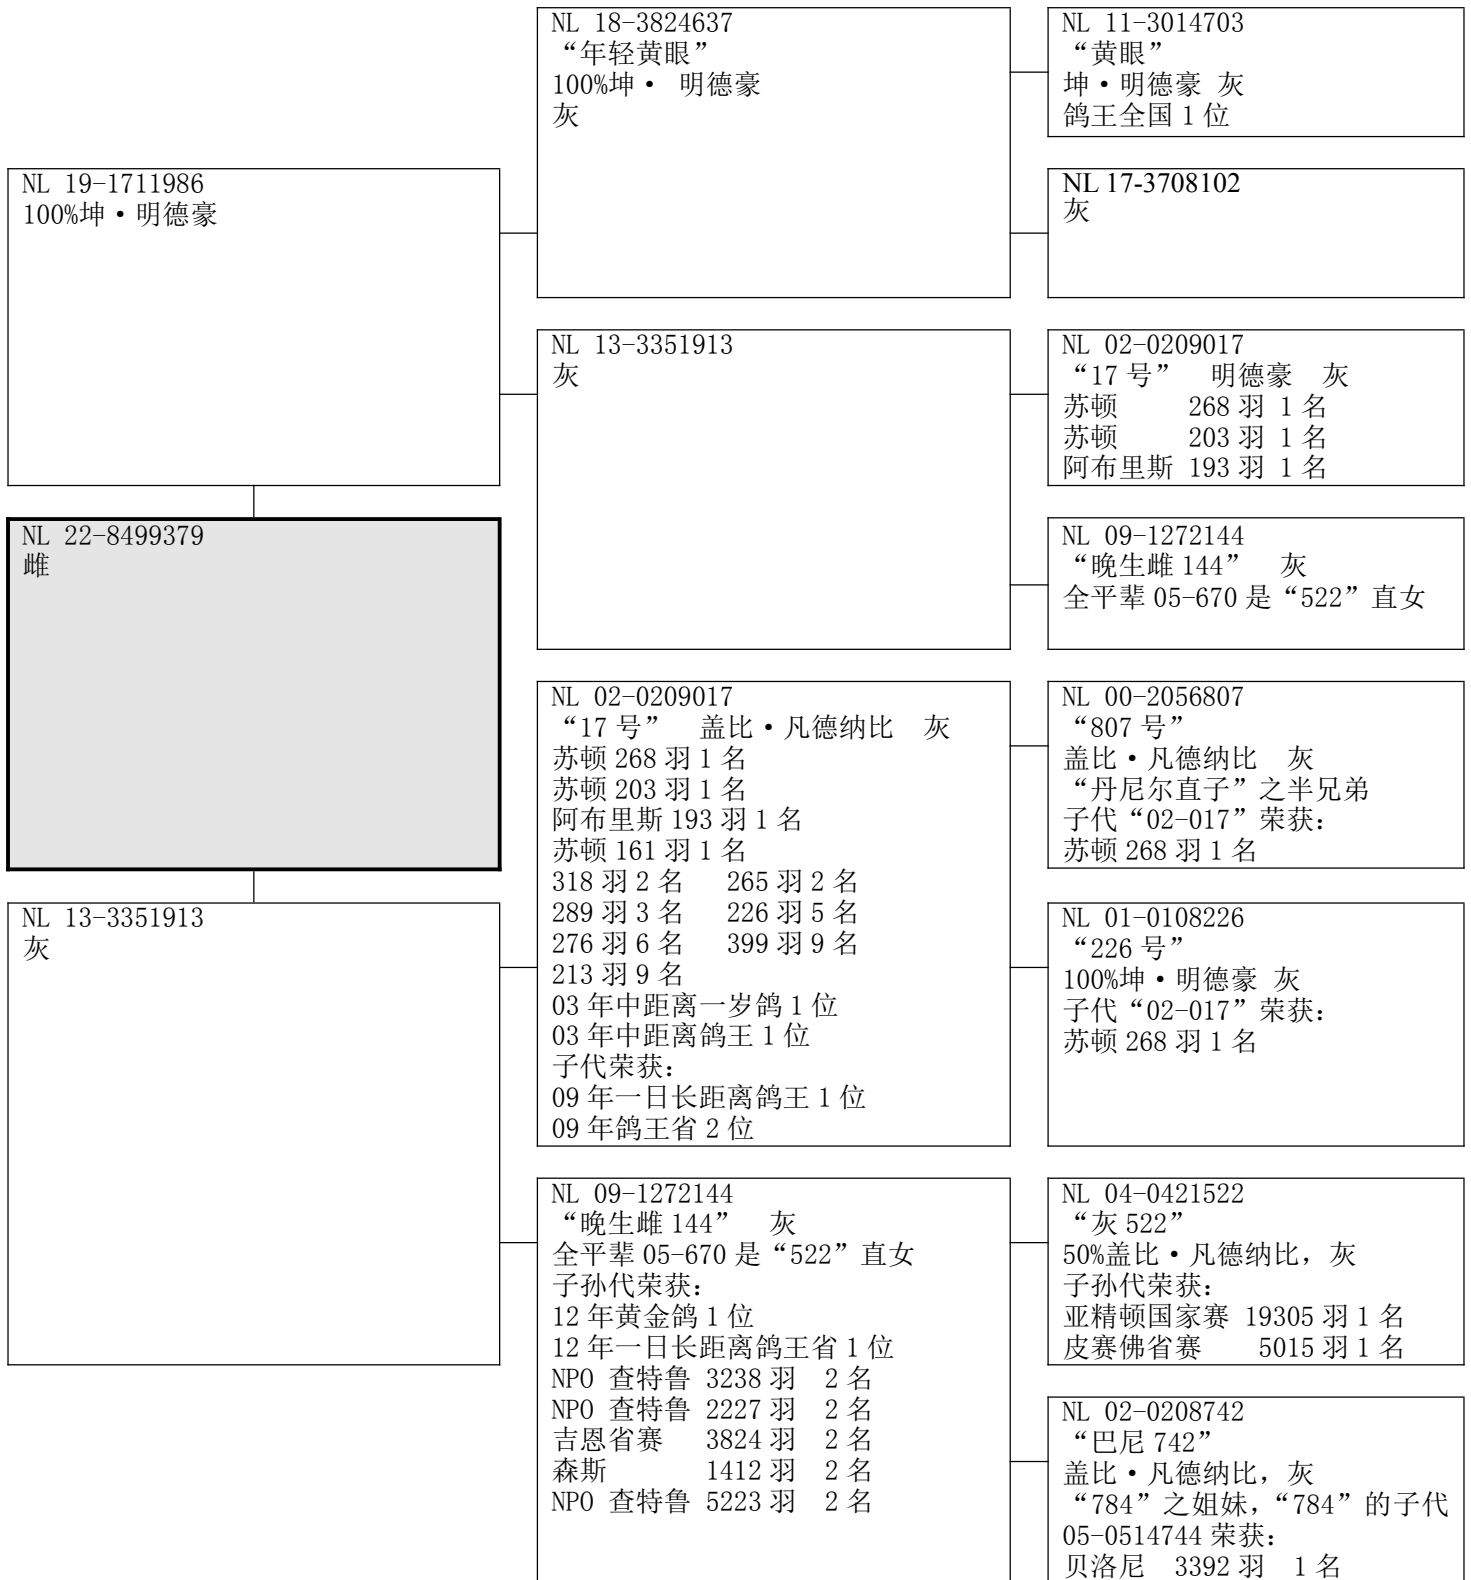 NL 19-1711986
100%坤·明德豪
NL 22-8499379
雌
NL 13-3351913
灰
NL 18-3824637
“年轻黄眼”
100%坤· 明德豪
灰
NL 13-3351913
灰
NL 02-0209017
“17号” 盖比·凡德纳比 灰
苏顿 268 羽 1 名
苏顿 203 羽 1 名
阿布里斯 193 羽 1 名
苏顿 161 羽 1 名
318 羽 2 名 265 羽 2 名
289 羽 3 名 226 羽 5 名
276 羽 6 名 399 羽 9 名
213 羽 9 名
03 年中距离一岁鸽 1 位
03 年中距离鸽王 1 位
子代荣获:
09 年一日长距离鸽王 1 位
09 年鸽王省 2 位
NL 09-1272144
“晚生雌 144” 灰
全平辈 05-670 是“522”直女
子孙代荣获:
12 年黄金鸽 1 位
12 年一日长距离鸽王省 1 位
NPO 查特鲁 3238 羽 2 名
NPO 查特鲁 2227 羽 2 名
吉恩省赛 3824 羽 2 名
森斯 1412 羽 2 名
NPO 查特鲁 5223 羽 2 名
NL 11-3014703
“黄眼”
坤·明德豪 灰
鸽王全国 1 位
NL 17-3708102
灰
NL 02-0209017
“17 号” 明德豪 灰
苏顿 268 羽 1 名
苏顿 203 羽 1 名
阿布里斯 193 羽 1 名
NL 09-1272144
“晚生雌 144” 灰
全平辈 05-670 是“522”直女
NL 00-2056807
“807 号”
盖比·凡德纳比 灰
“丹尼尔直子”之半兄弟
子代“02-017”荣获:
苏顿 268 羽 1 名
NL 01-0108226
“226 号”
100%坤·明德豪 灰
子代“02-017”荣获:
苏顿 268 羽 1 名
NL 04-0421522
“灰 522”
50%盖比·凡德纳比, 灰
子孙代荣获:
亚精顿国家赛 19305 羽 1 名
皮赛佛省赛 5015 羽 1 名
NL 02-0208742
“巴尼 742”
盖比·凡德纳比, 灰
“784”之姐妹, “784”的子代
05-0514744 荣获:
贝洛尼 3392 羽 1 名